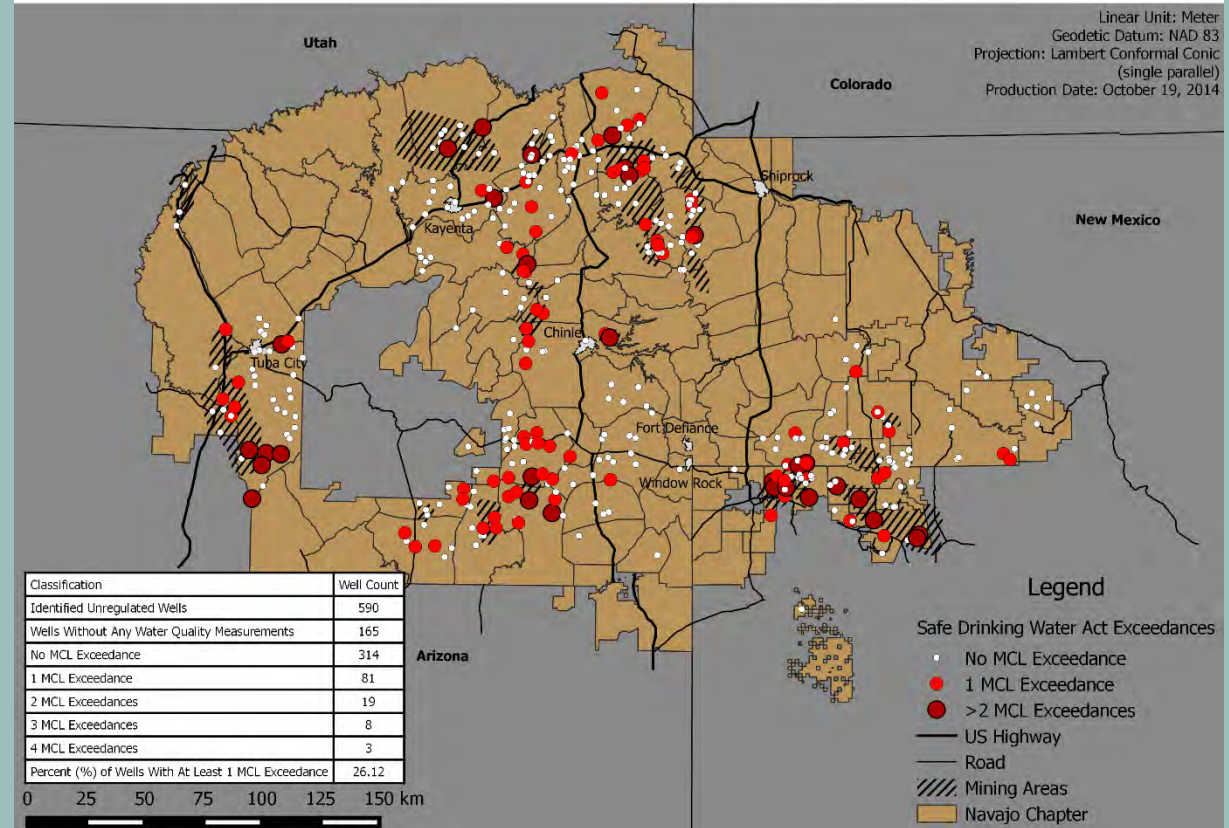 Linear Unit: Meter
Geodetic Datum: NAD 83
Projection: Lambert Conformal Conic
(single parallel)
Production Date: October 19, 2014
Utah
Colorado
Shiprock
New Mexico
Kayenta
Chinle
Tuba City
Fort Defiance
Window Rock
Arizona
Classification Well Count
Identified Unregulated Wells 590
Wells Without Any Water Quality Measurements 165
No MCL Exceedance 314
1 MCL Exceedance 81
2 MCL Exceedances 19
3 MCL Exceedances 8
4 MCL Exceedances 3
Percent (%) of Wells With At Least 1 MCL Exceedance 26.12
0 25 50 75 100 125 150 km
Legend
Safe Drinking Water Act Exceedances
No MCL Exceedance
1 MCL Exceedance
>2 MCL Exceedances
US Highway
Road
Mining Areas
Navajo Chapter